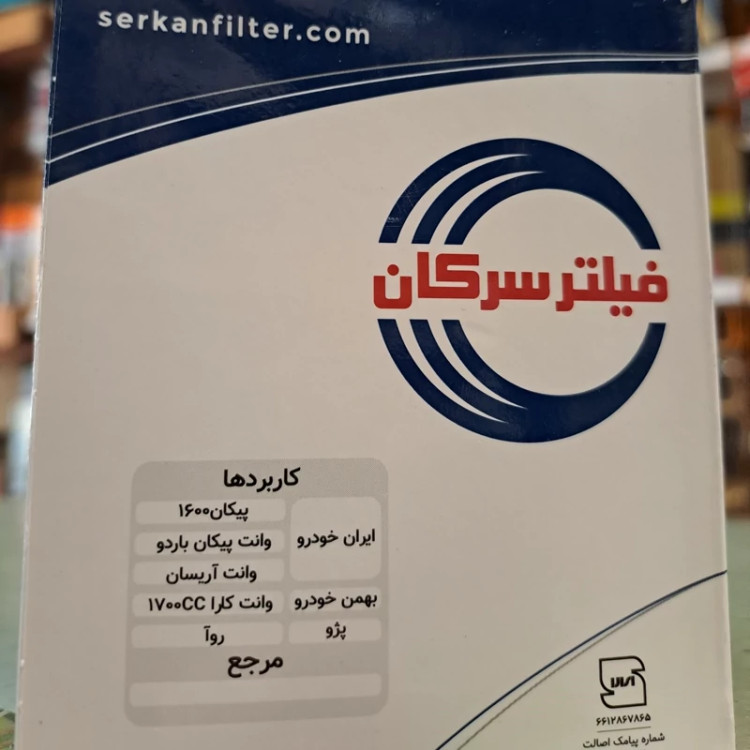 serkanfilter.com
فیلتر سرکان
کاربردها
ایران خودرو
پیکان۱۶۰۰
وانت پیکان باردو
وانت آریسان
بهمن خودرو وانت کارا ۱۷۰۰CC
پژو روآ
مرجع
۶۶۱۲۸۶۷۸۶۵
شماره پیامک اصالت